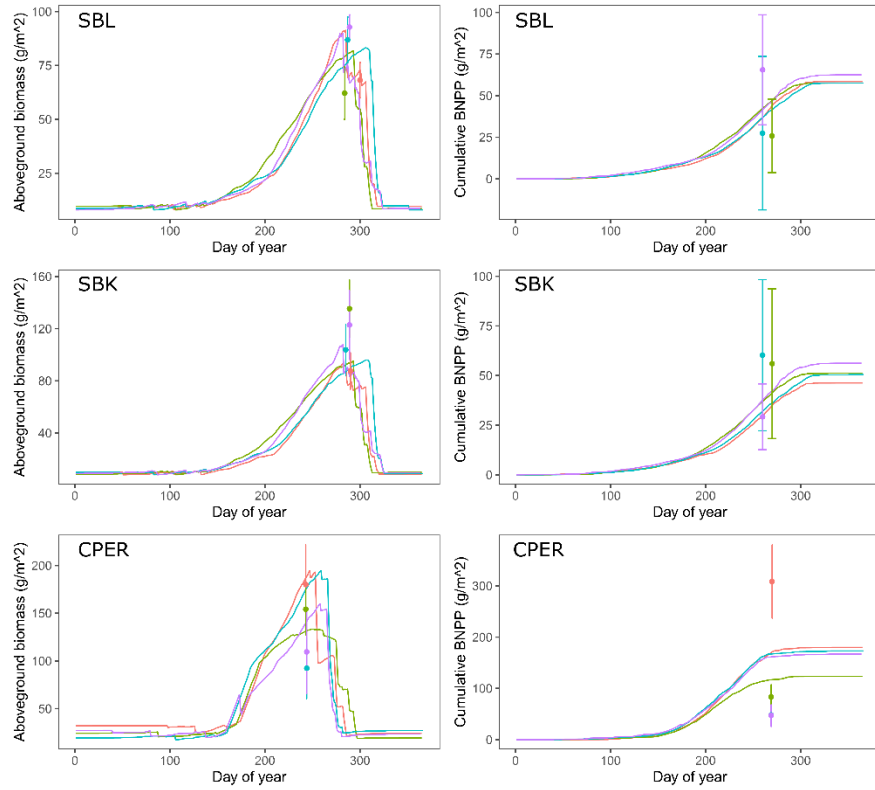 SBL
Aboveground biomass (g/m^2)
100
75
50
25
0
100
200
300
Day of year
SBL
Cumulative BNPP (g/m^2)
100
75
50
25
0
0
100
200
300
Day of year
SBK
Aboveground biomass (g/m^2)
160
120
80
40
0
100
200
300
Day of year
SBK
Cumulative BNPP (g/m^2)
100
75
50
25
0
0
100
200
300
Day of year
CPER
Aboveground biomass (g/m^2)
200
150
100
50
0
100
200
300
Day of year
CPER
Cumulative BNPP (g/m^2)
300
200
100
0
0
100
200
300
Day of year